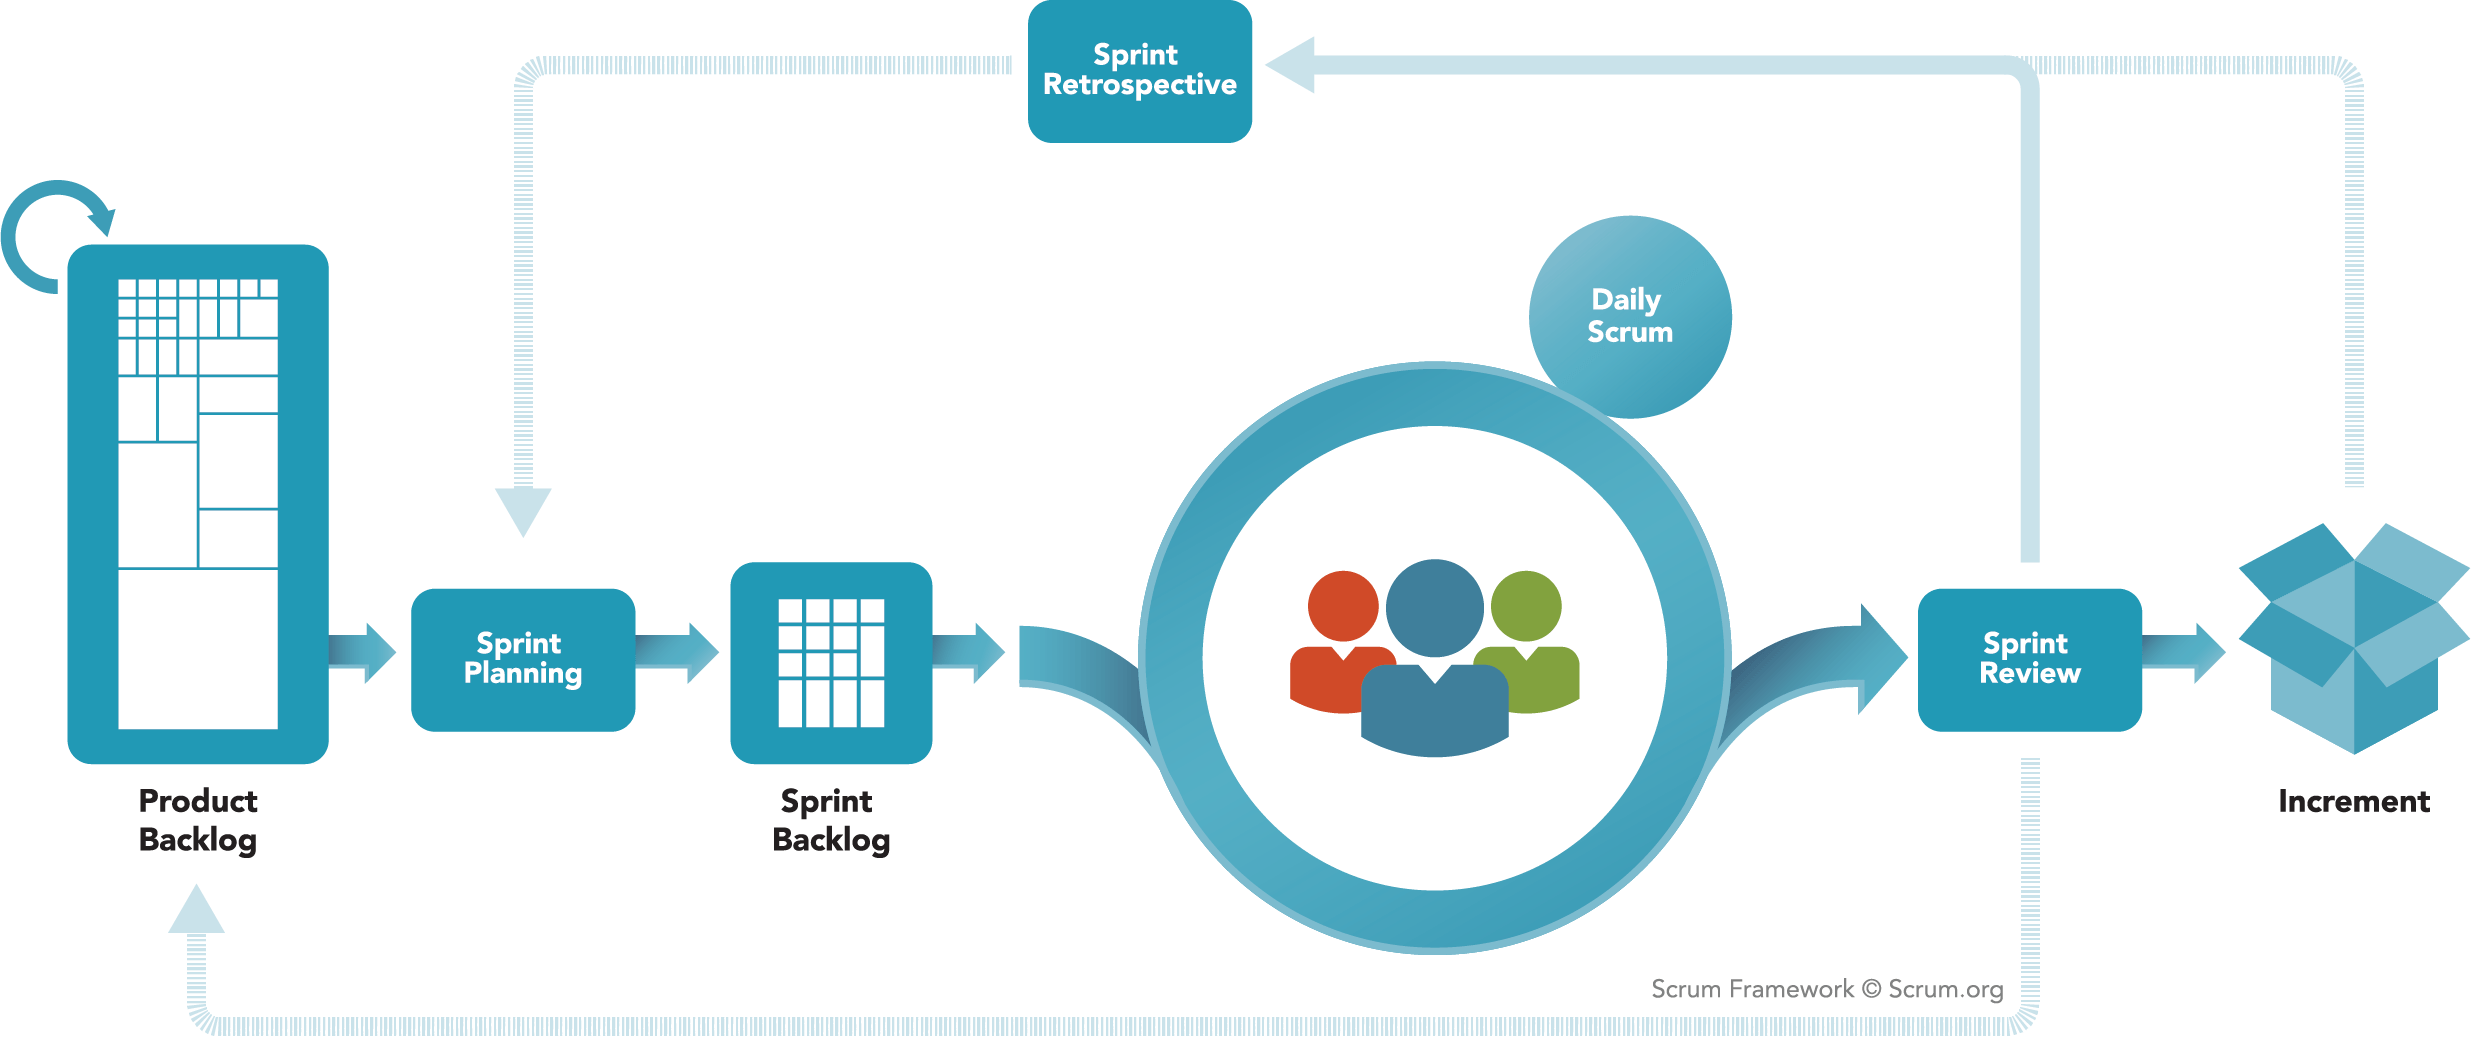 Sprint
Retrospective
Daily
Scrum
Sprint
Planning
Sprint
Review
Product
Backlog
Sprint
Backlog
Increment
Scrum Framework © Scrum.org